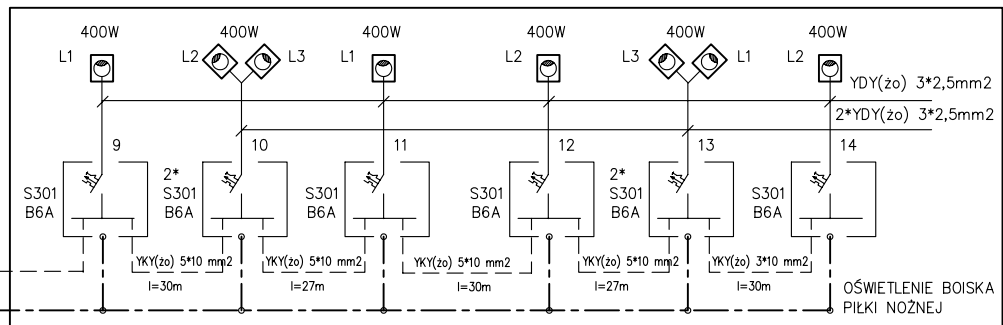 400W 400W 400W 400W 400W 400W
L1 L2 L3 L1 L2 L3 L1 L2
YDY(żo) 3*2,5mm2
2*YDY(żo) 3*2,5mm2
9 10 11 12 13 14
2* 2*
S301 S301 S301 S301 S301 S301
B6A B6A B6A B6A B6A B6A
YKY(żo) 5*10 mm2 YKY(żo) 5*10 mm2 YKY(żo) 5*10 mm2 YKY(żo) 5*10 mm2 YKY(żo) 3*10 mm2
l=30m l=27m l=30m l=27m l=30m
OŚWIETLENIE BOISKA
PIŁKI NOŻNEJ